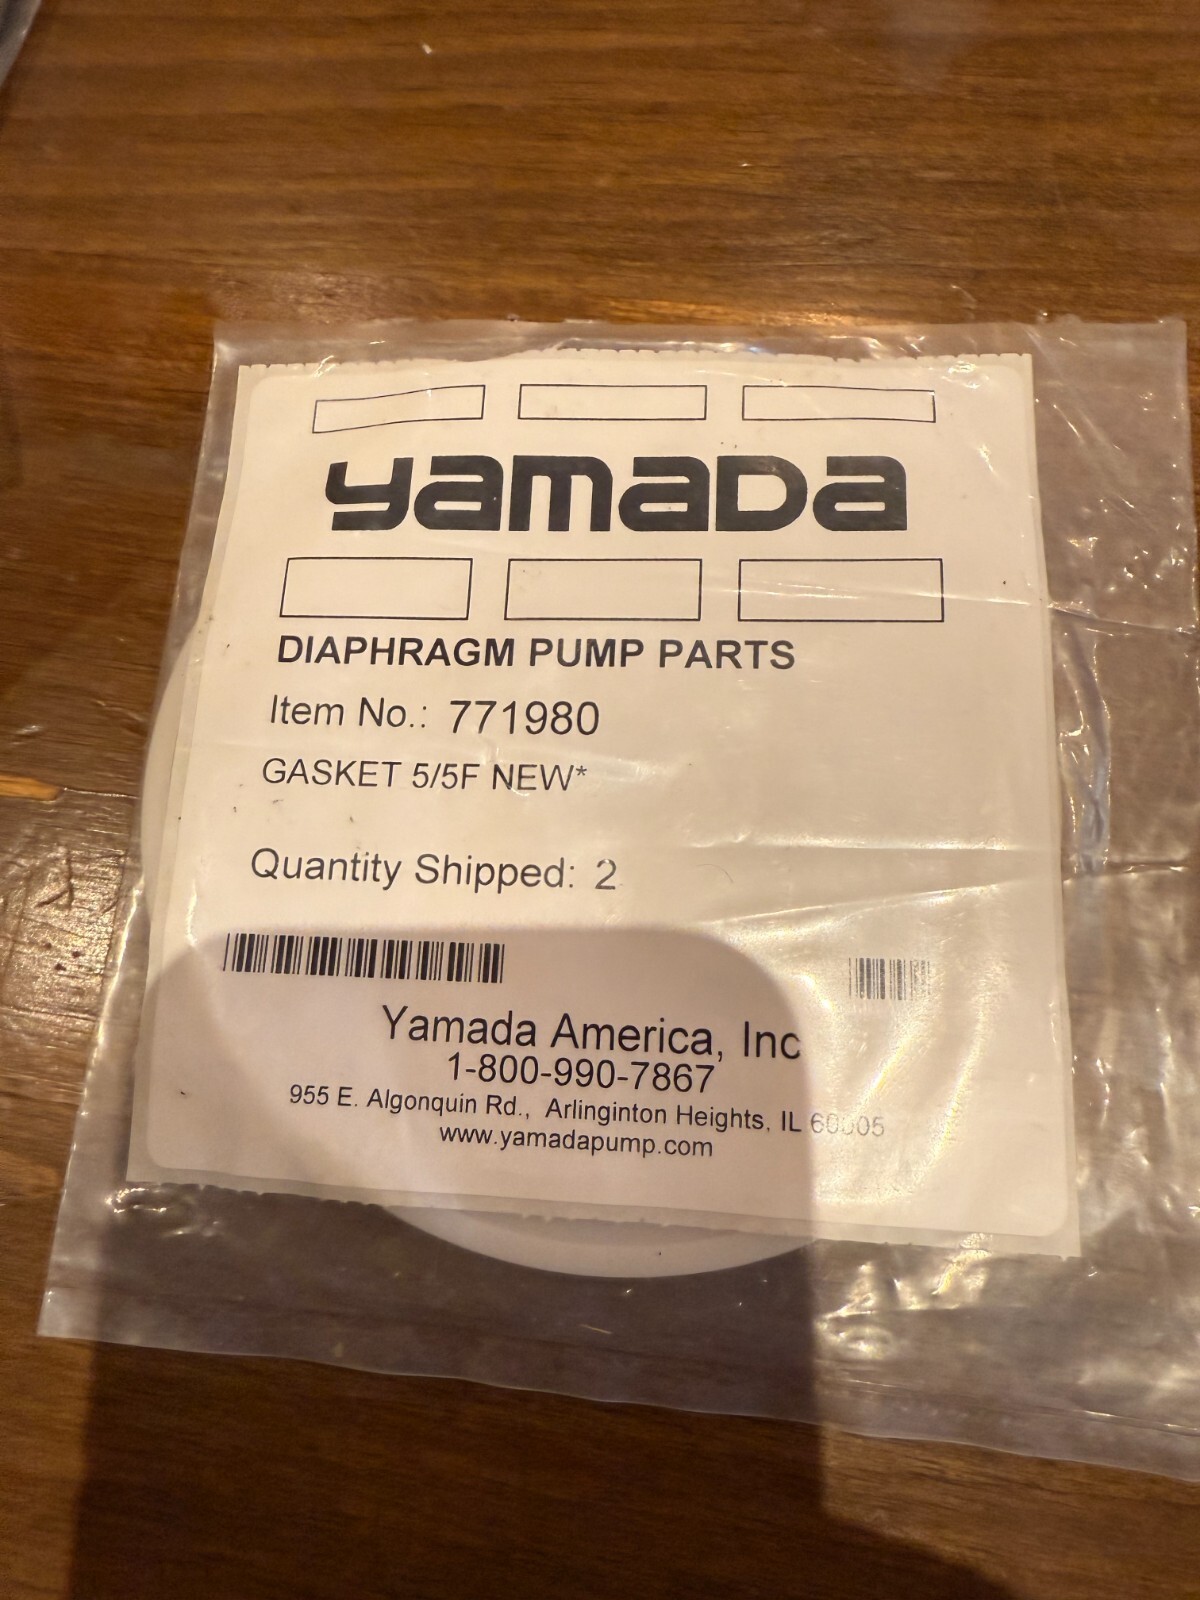 yamada
DIAPHRAGM PUMP PARTS
Item No.: 771980
GASKET 5/5F NEW*
Quantity Shipped: 2
Yamada America, Inc
1-800-990-7867
955 E. Algonquin Rd., Arlinginton Heights, IL 60005
www.yamadapump.com